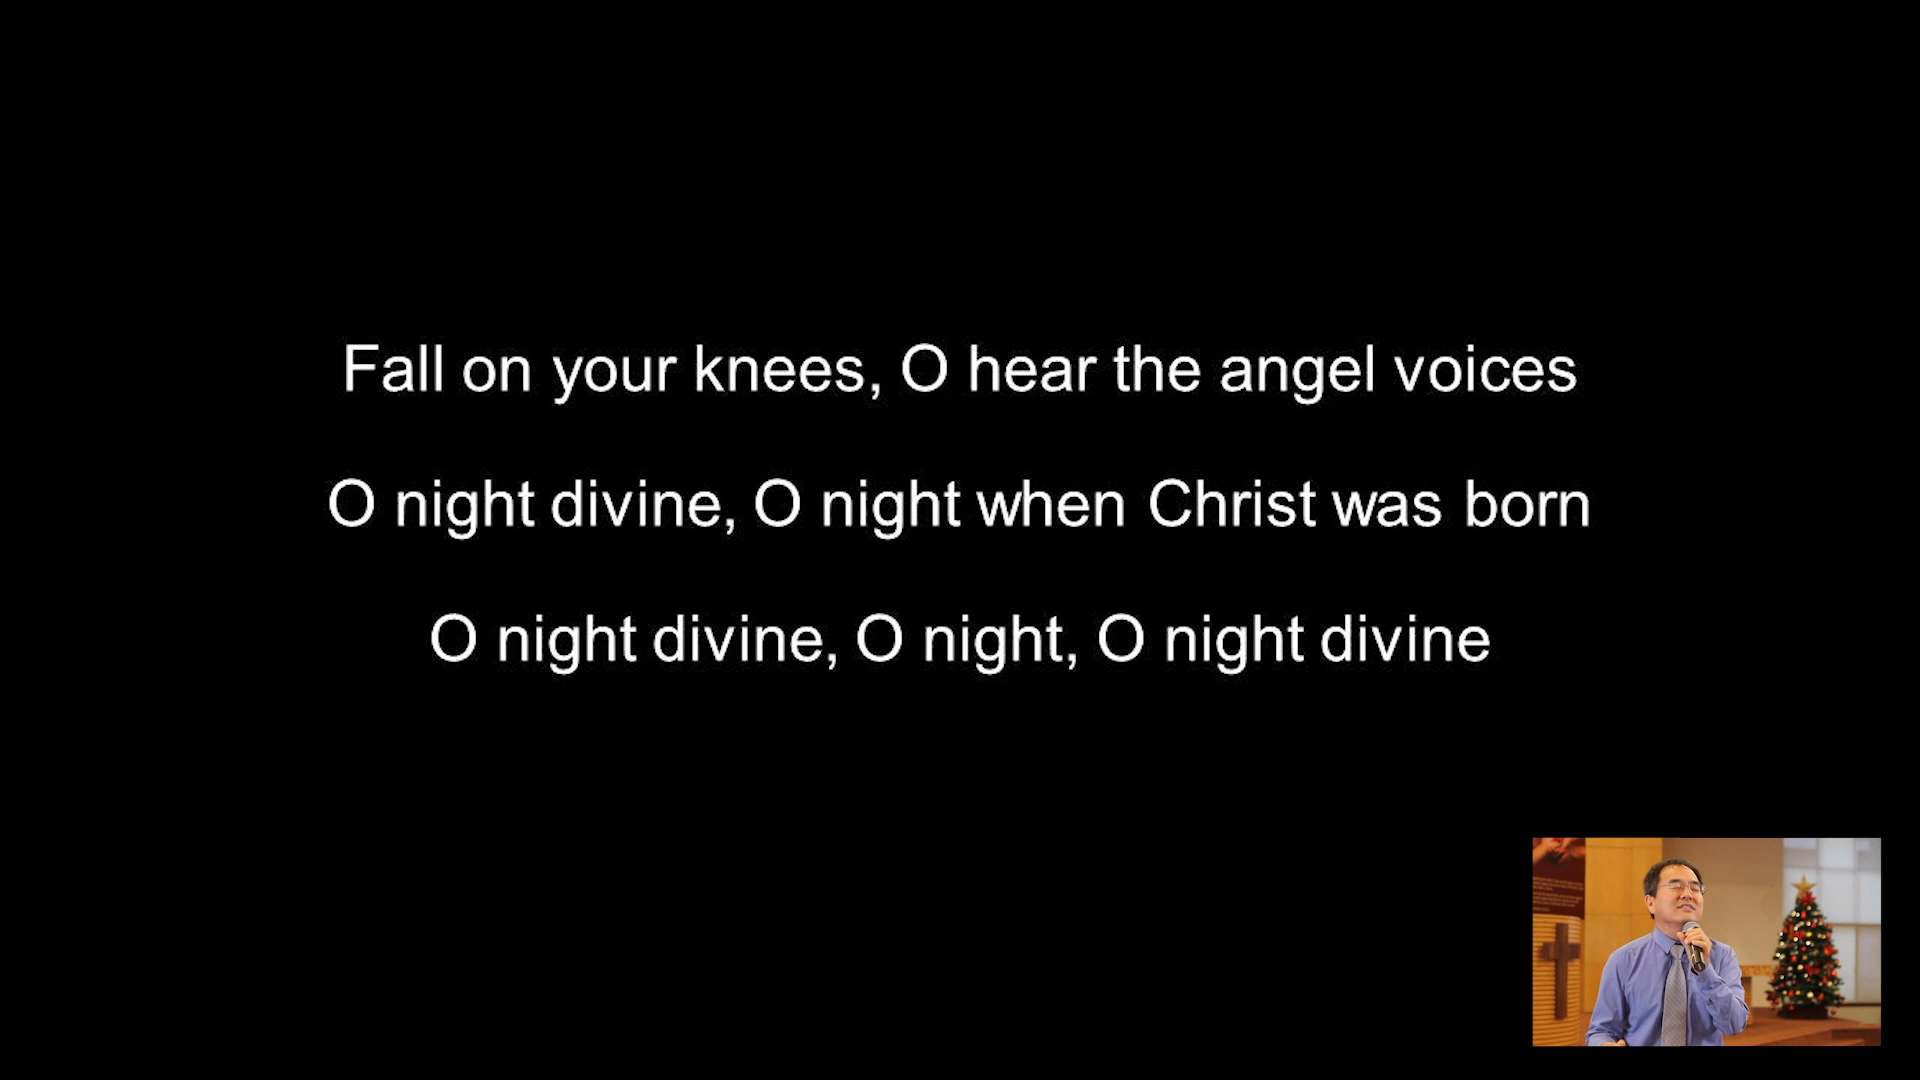 Fall on your knees, O hear the angel voices
O night divine, O night when Christ was born
O night divine, O night, O night divine